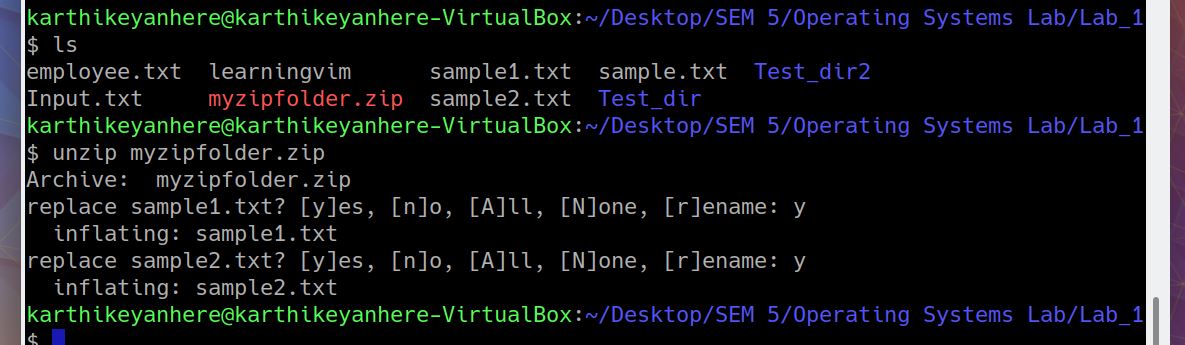 karthikeyanhere@karthikeyanhere-VirtualBox:~/Desktop/SEM 5/Operating Systems Lab/Lab_1
$ ls
employee.txt  learningvim      sample1.txt  sample.txt  Test_dir2
Input.txt     myzipfolder.zip  sample2.txt  Test_dir
karthikeyanhere@karthikeyanhere-VirtualBox:~/Desktop/SEM 5/Operating Systems Lab/Lab_1
$ unzip myzipfolder.zip
Archive:  myzipfolder.zip
replace sample1.txt? [y]es, [n]o, [A]ll, [N]one, [r]ename: y
  inflating: sample1.txt
replace sample2.txt? [y]es, [n]o, [A]ll, [N]one, [r]ename: y
  inflating: sample2.txt
karthikeyanhere@karthikeyanhere-VirtualBox:~/Desktop/SEM 5/Operating Systems Lab/Lab_1
$